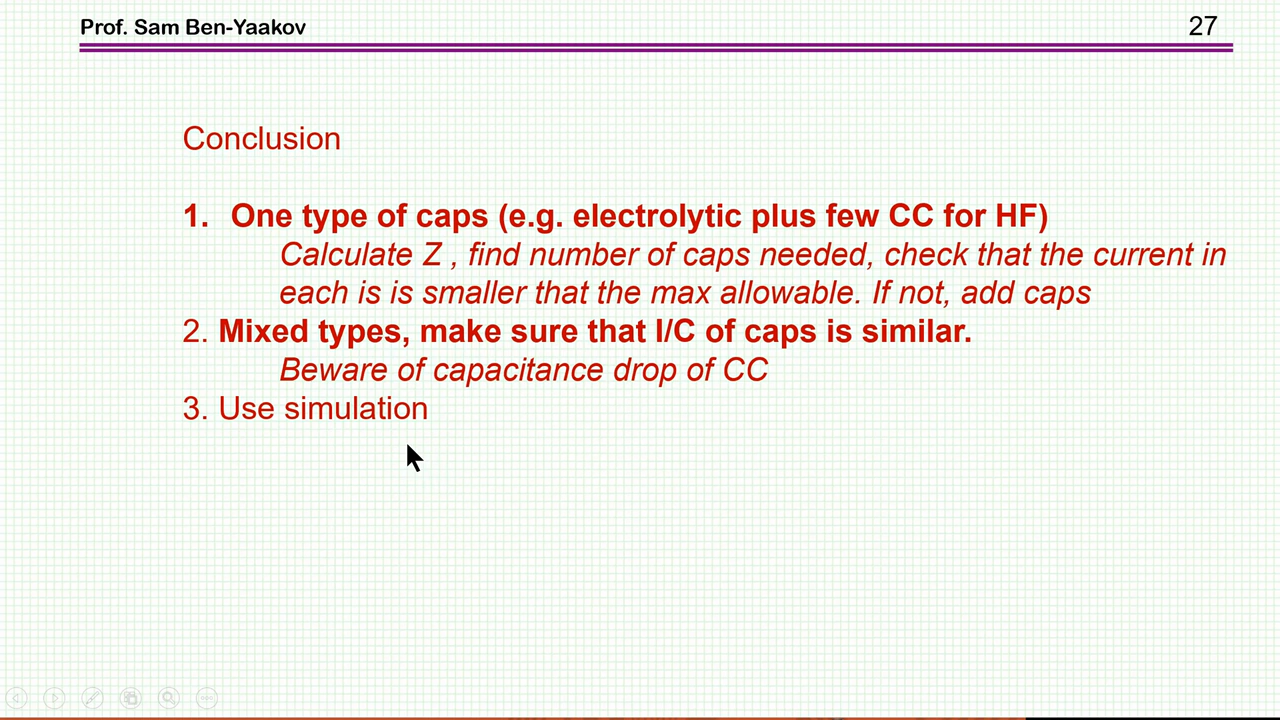 Prof. Sam Ben-Yaakov
27
Conclusion
1. One type of caps (e.g. electrolytic plus few CC for HF)
Calculate Z , find number of caps needed, check that the current in
each is is smaller that the max allowable. If not, add caps
2. Mixed types, make sure that I/C of caps is similar.
Beware of capacitance drop of CC
3. Use simulation